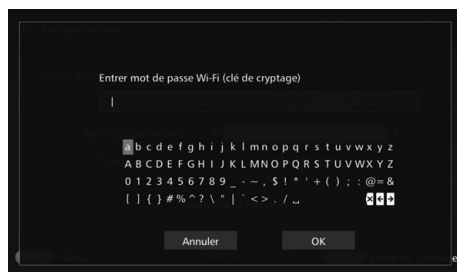 Entrer mot de passe Wi-Fi (clé de cryptage)
a b c d e f g h i j k l m n o p q r s t u v w x y z
A B C D E F G H I J K L M N O P Q R S T U V W X Y Z
0 1 2 3 4 5 6 7 8 9 _ - ~ , $ ! * ' + ( ) ; : @ = &
[ ] { } # % ^ ? \ " | ` < > . / ␣
Annuler OK